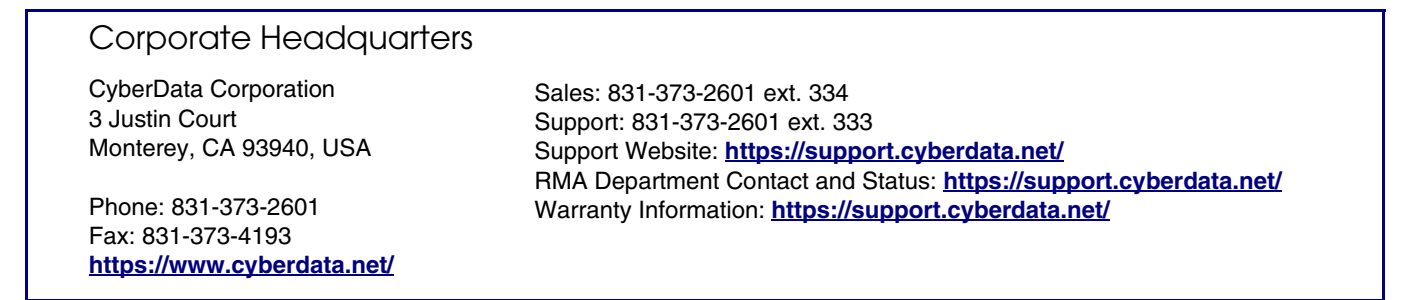 Corporate Headquarters
CyberData Corporation
3 Justin Court
Monterey, CA 93940, USA
Phone: 831-373-2601
Fax: 831-373-4193
https://www.cyberdata.net/
Sales: 831-373-2601 ext. 334
Support: 831-373-2601 ext. 333
Support Website: https://support.cyberdata.net/
RMA Department Contact and Status: https://support.cyberdata.net/
Warranty Information: https://support.cyberdata.net/